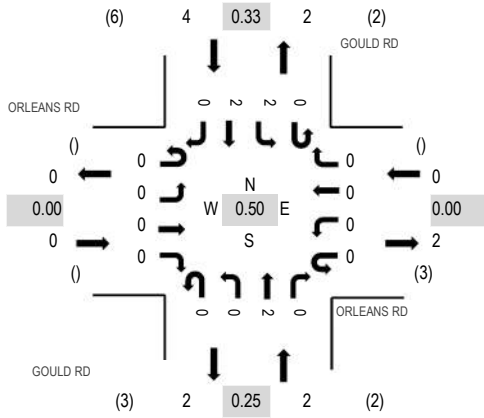 (6) 4 0.33 2 (2)
GOULD RD
ORLEANS RD
0 2 2 0
() 0 0 ()
0 0
0 0
N
0.00 W 0.50 E 0.00
0 0
0 S 2
() 0 0 (3)
0 0 2 0
ORLEANS RD
GOULD RD
(3) 2 0.25 2 (2)